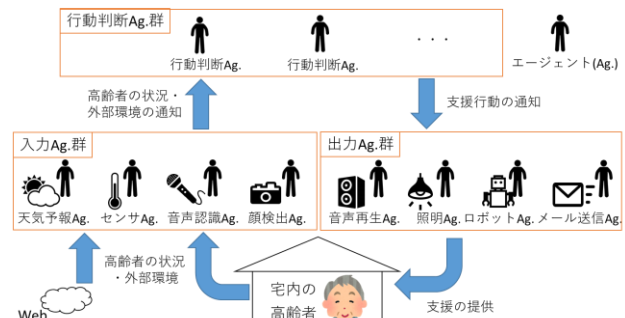 行動判断Ag.群
行動判断Ag.
行動判断Ag.
・・・
エージェント(Ag.)
高齢者の状況・
外部環境の通知
支援行動の通知
入力Ag.群
天気予報Ag.
センサAg.
音声認識Ag.
顔検出Ag.
出力Ag.群
音声再生Ag.
照明Ag.
ロボットAg.
メール送信Ag.
高齢者の状況
・外部環境
Web
宅内の
高齢者
支援の提供